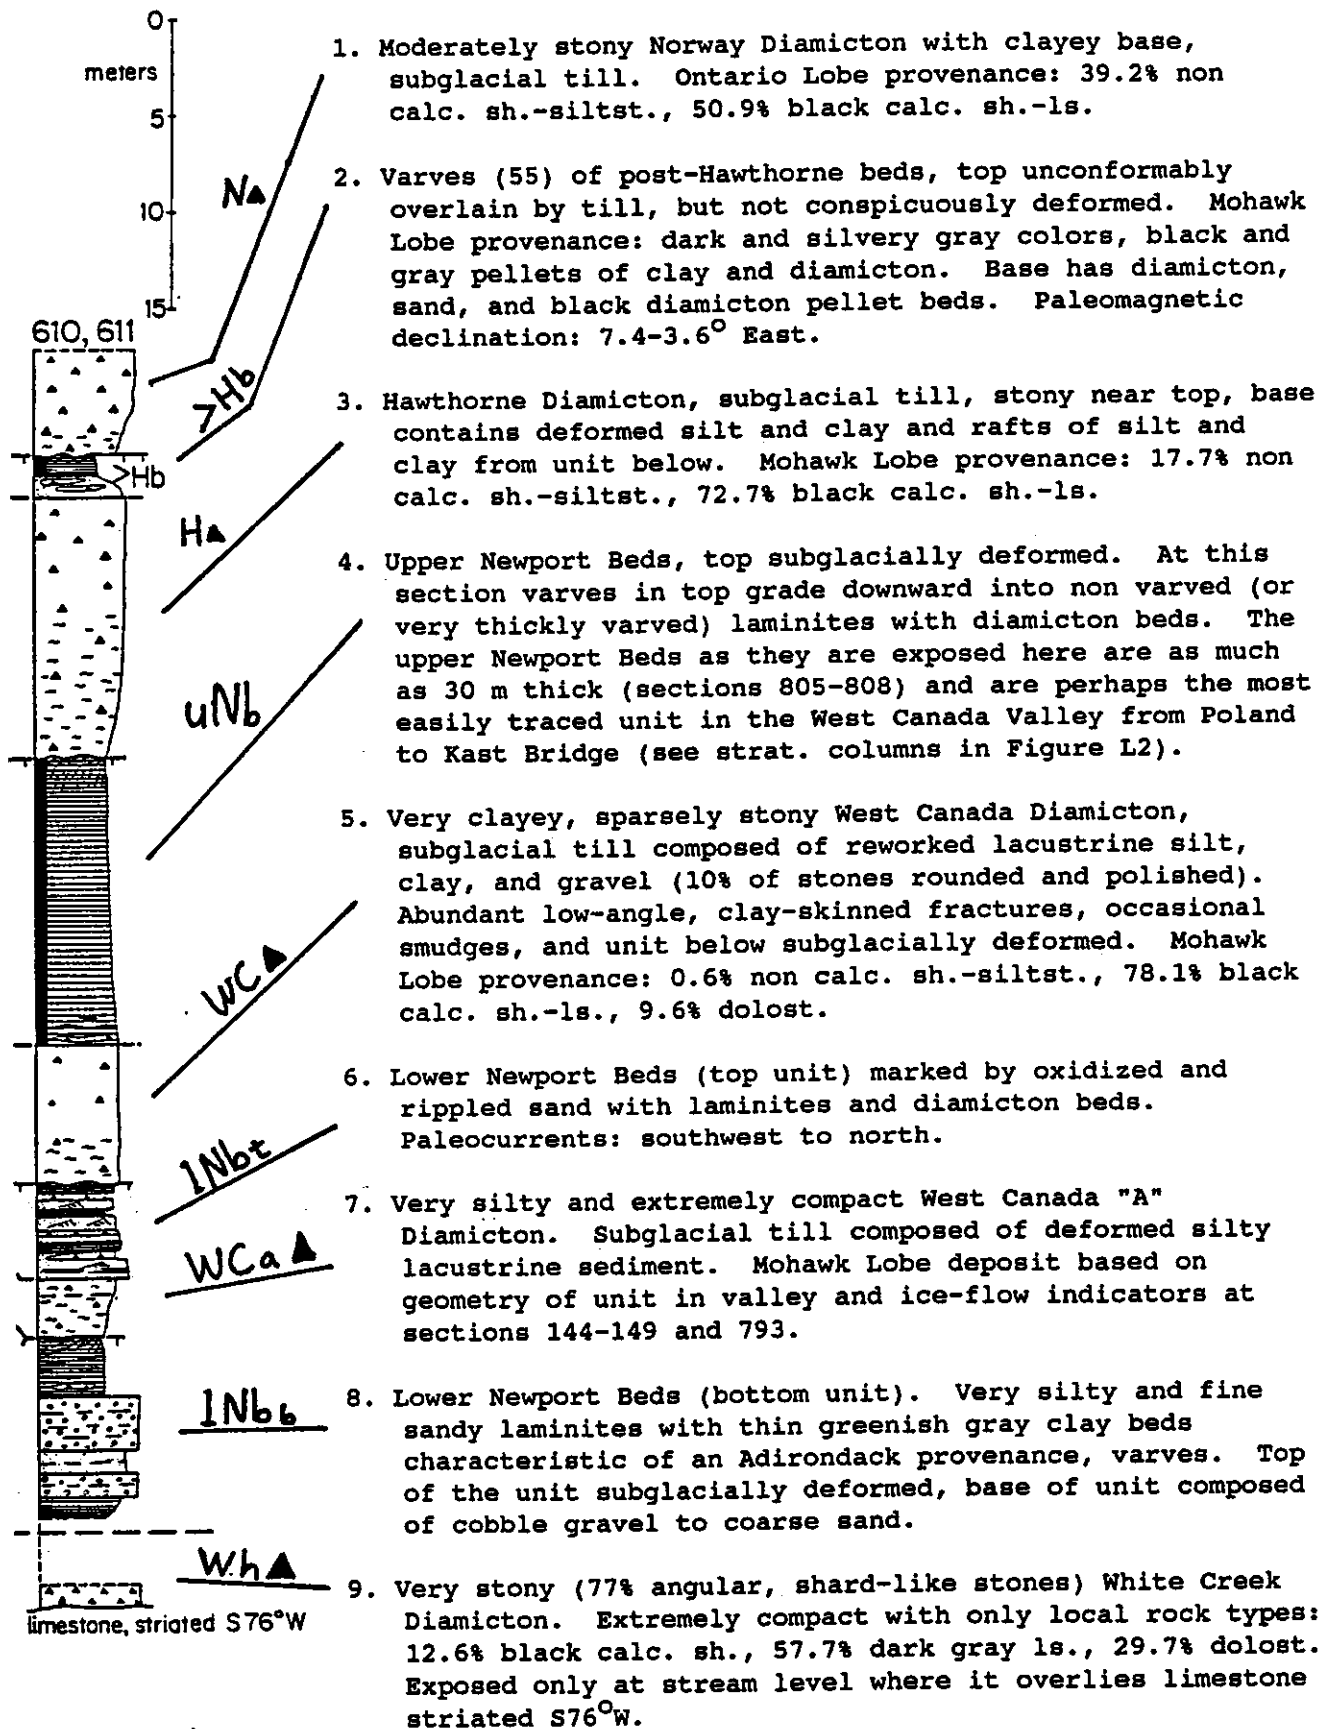 0
meters
5
10
15
610, 611
N▲
>Hb
>Hb
H▲
uNb
WC▲
lNbt
WCa▲
lNbb
Wh▲
limestone, striated S76°W
1. Moderately stony Norway Diamicton with clayey base,
subglacial till. Ontario Lobe provenance: 39.2% non
calc. sh.-siltst., 50.9% black calc. sh.-ls.
2. Varves (55) of post-Hawthorne beds, top unconformably
overlain by till, but not conspicuously deformed. Mohawk
Lobe provenance: dark and silvery gray colors, black and
gray pellets of clay and diamicton. Base has diamicton,
sand, and black diamicton pellet beds. Paleomagnetic
declination: 7.4-3.6° East.
3. Hawthorne Diamicton, subglacial till, stony near top, base
contains deformed silt and clay and rafts of silt and
clay from unit below. Mohawk Lobe provenance: 17.7% non
calc. sh.-siltst., 72.7% black calc. sh.-ls.
4. Upper Newport Beds, top subglacially deformed. At this
section varves in top grade downward into non varved (or
very thickly varved) laminites with diamicton beds. The
upper Newport Beds as they are exposed here are as much
as 30 m thick (sections 805-808) and are perhaps the most
easily traced unit in the West Canada Valley from Poland
to Kast Bridge (see strat. columns in Figure L2).
5. Very clayey, sparsely stony West Canada Diamicton,
subglacial till composed of reworked lacustrine silt,
clay, and gravel (10% of stones rounded and polished).
Abundant low-angle, clay-skinned fractures, occasional
smudges, and unit below subglacially deformed. Mohawk
Lobe provenance: 0.6% non calc. sh.-siltst., 78.1% black
calc. sh.-ls., 9.6% dolost.
6. Lower Newport Beds (top unit) marked by oxidized and
rippled sand with laminites and diamicton beds.
Paleocurrents: southwest to north.
7. Very silty and extremely compact West Canada "A"
Diamicton. Subglacial till composed of deformed silty
lacustrine sediment. Mohawk Lobe deposit based on
geometry of unit in valley and ice-flow indicators at
sections 144-149 and 793.
8. Lower Newport Beds (bottom unit). Very silty and fine
sandy laminites with thin greenish gray clay beds
characteristic of an Adirondack provenance, varves. Top
of the unit subglacially deformed, base of unit composed
of cobble gravel to coarse sand.
9. Very stony (77% angular, shard-like stones) White Creek
Diamicton. Extremely compact with only local rock types:
12.6% black calc. sh., 57.7% dark gray ls., 29.7% dolost.
Exposed only at stream level where it overlies limestone
striated S76°W.